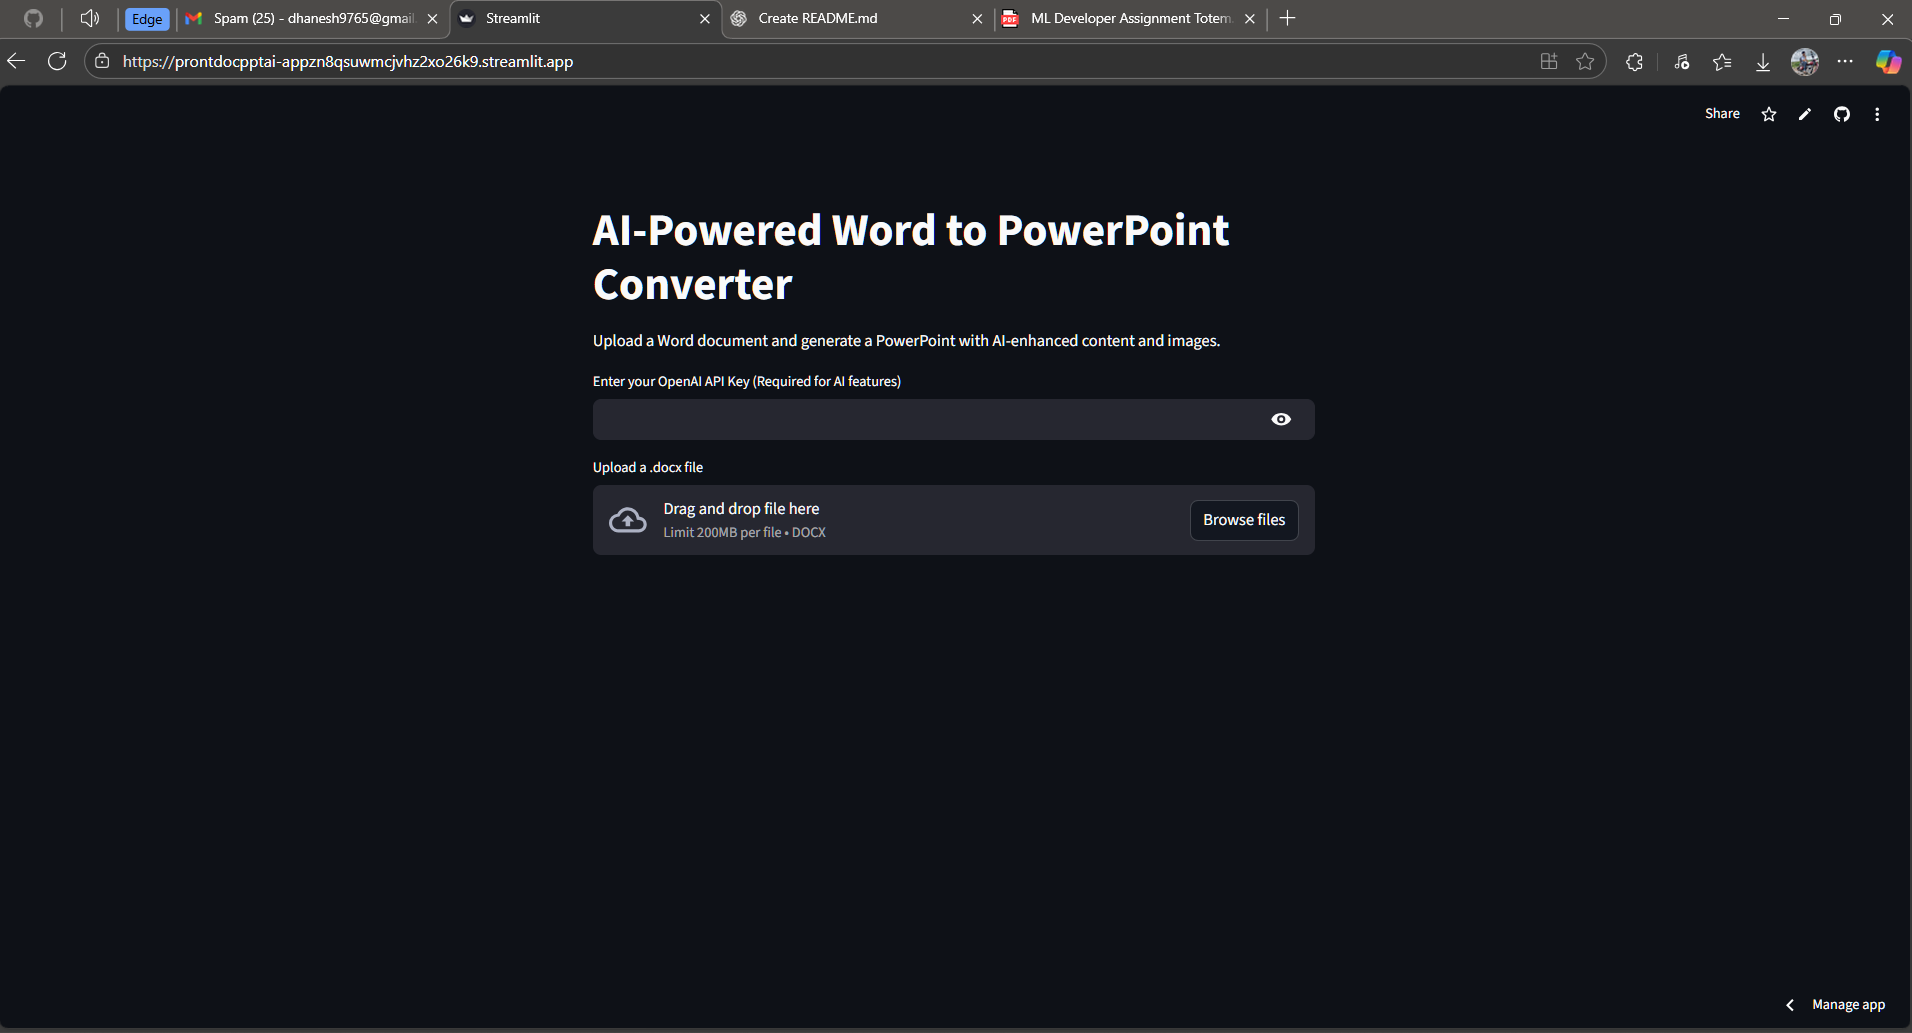 Edge
Spam (25) - dhanesh9765@gmail.
Streamlit
Create README.md
PDF
ML Developer Assignment Totem
https://prontdocpptai-appzn8qsuwmcjvhz2xo26k9.streamlit.app
Share
AI-Powered Word to PowerPoint
Converter
Upload a Word document and generate a PowerPoint with AI-enhanced content and images.
Enter your OpenAI API Key (Required for AI features)
Upload a .docx file
Drag and drop file here
Limit 200MB per file • DOCX
Browse files
Manage app